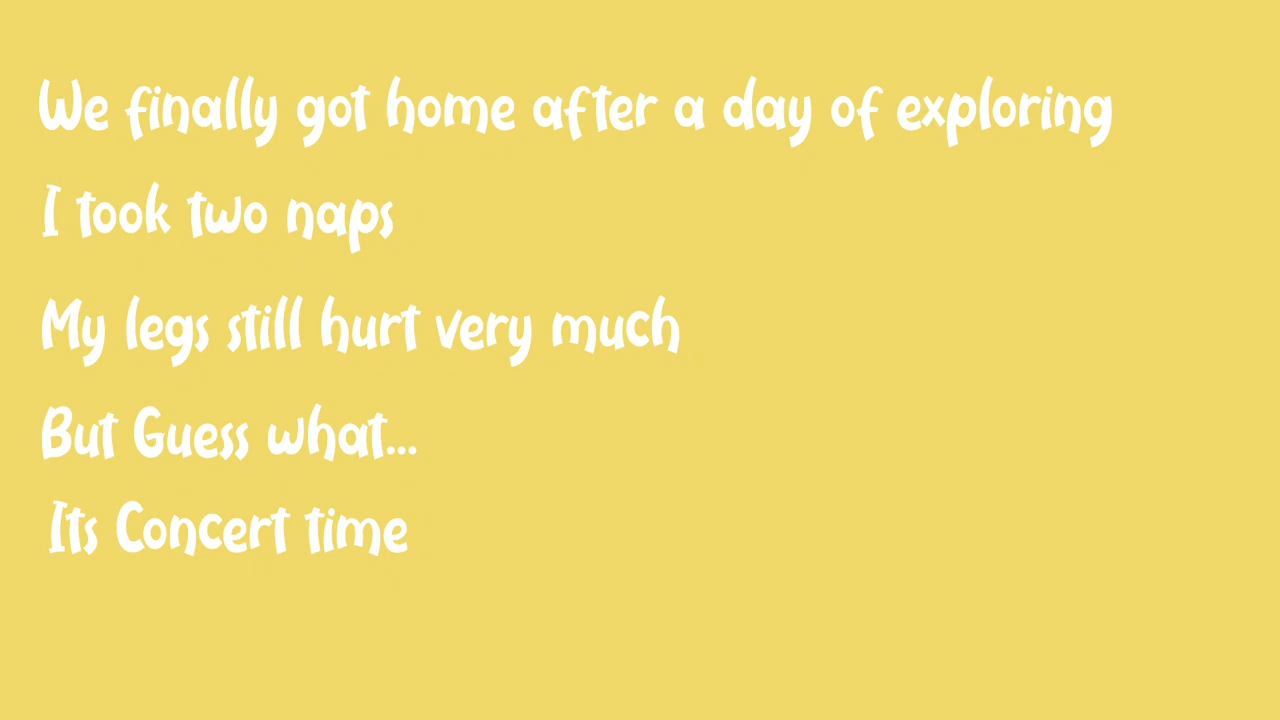 We finally got home after a day of exploring
I took two naps
My legs still hurt very much
But Guess what...
Its Concert time